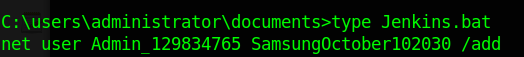 C:\users\administrator\documents>type Jenkins.bat
net user Admin_129834765 SamsungOctober102030 /add